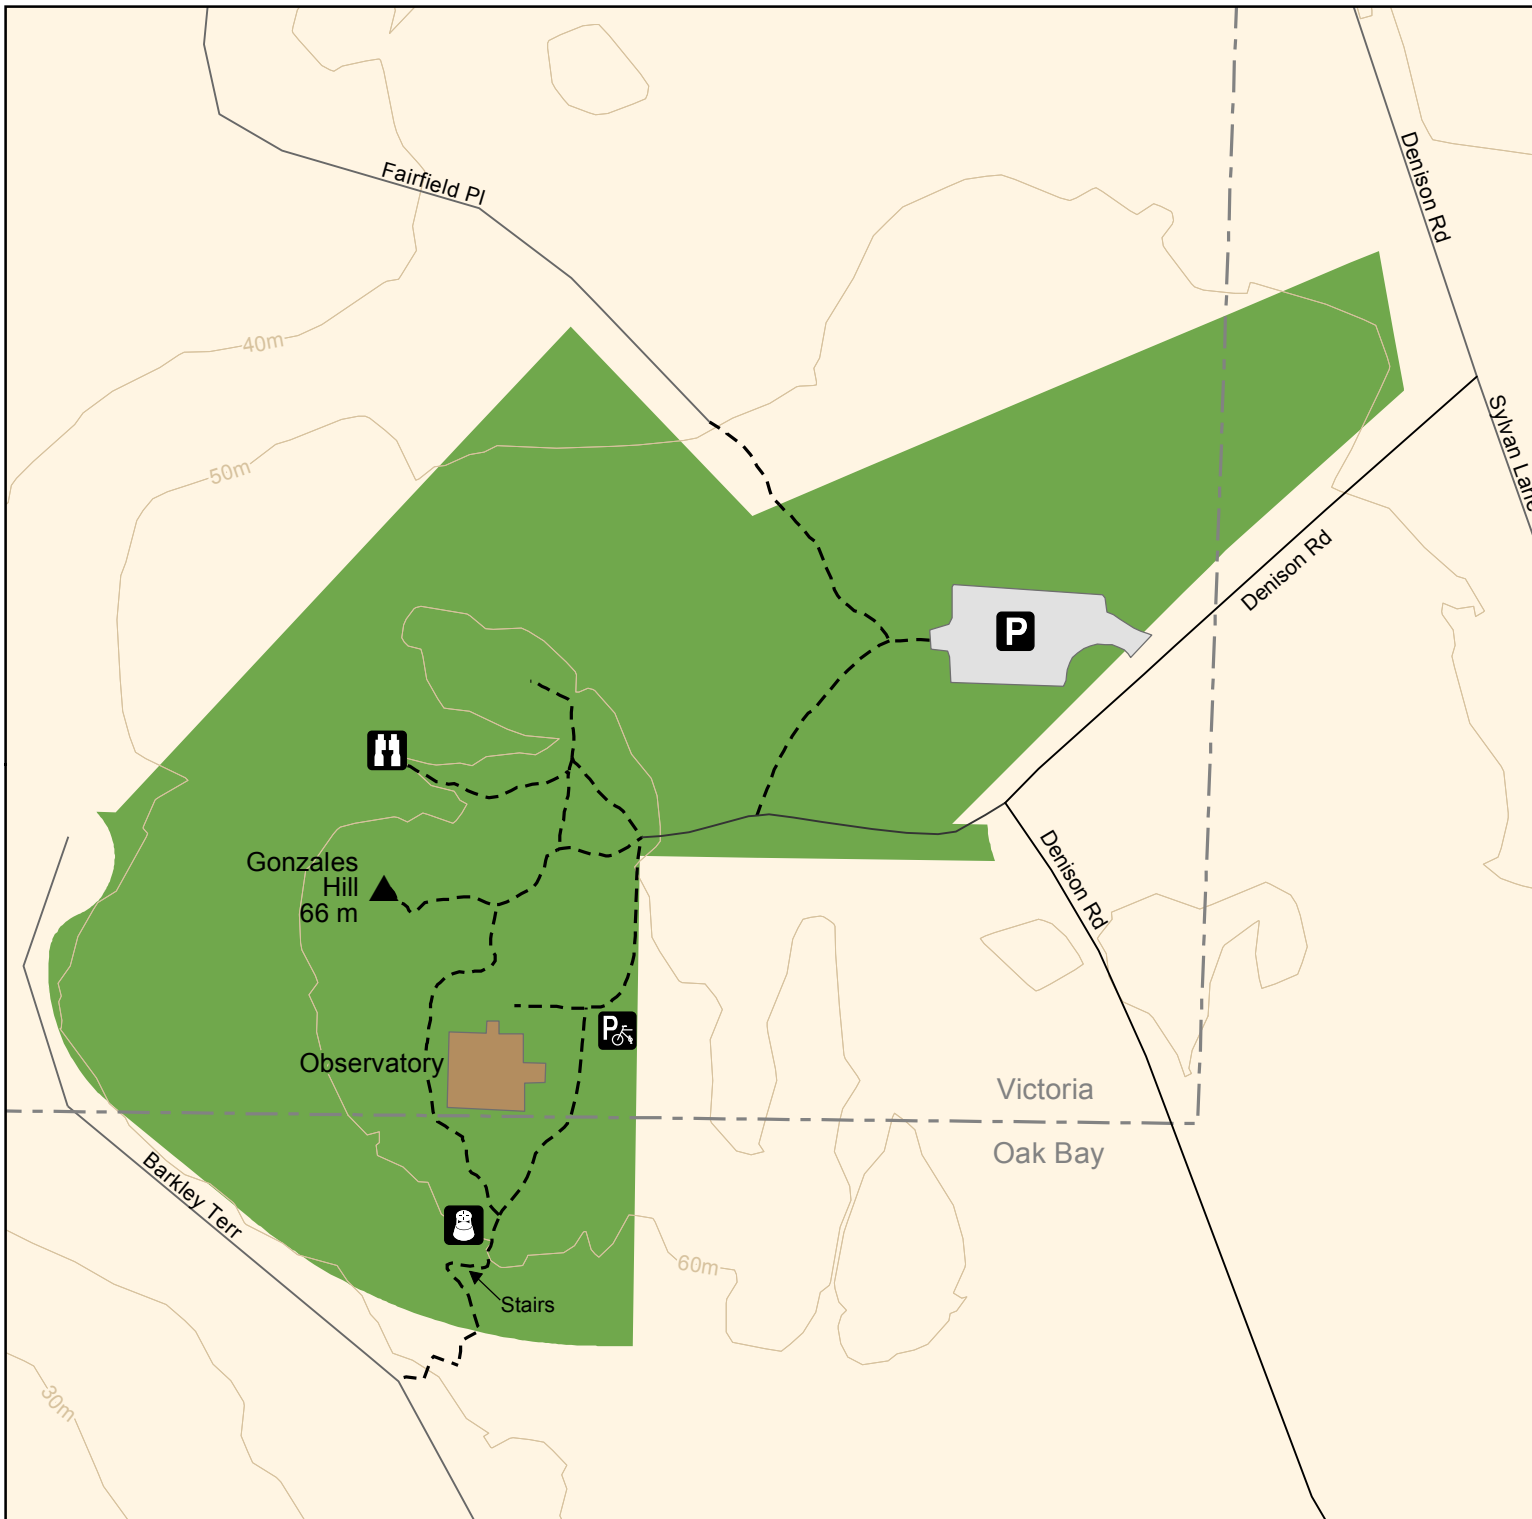 Fairfield Pl
Denison Rd
40m
Sylvan Lane
50m
Denison Rd
P
Gonzales
Hill
66 m
Denison Rd
P
Observatory
Victoria
Oak Bay
Barkley Terr
60m
Stairs
30m